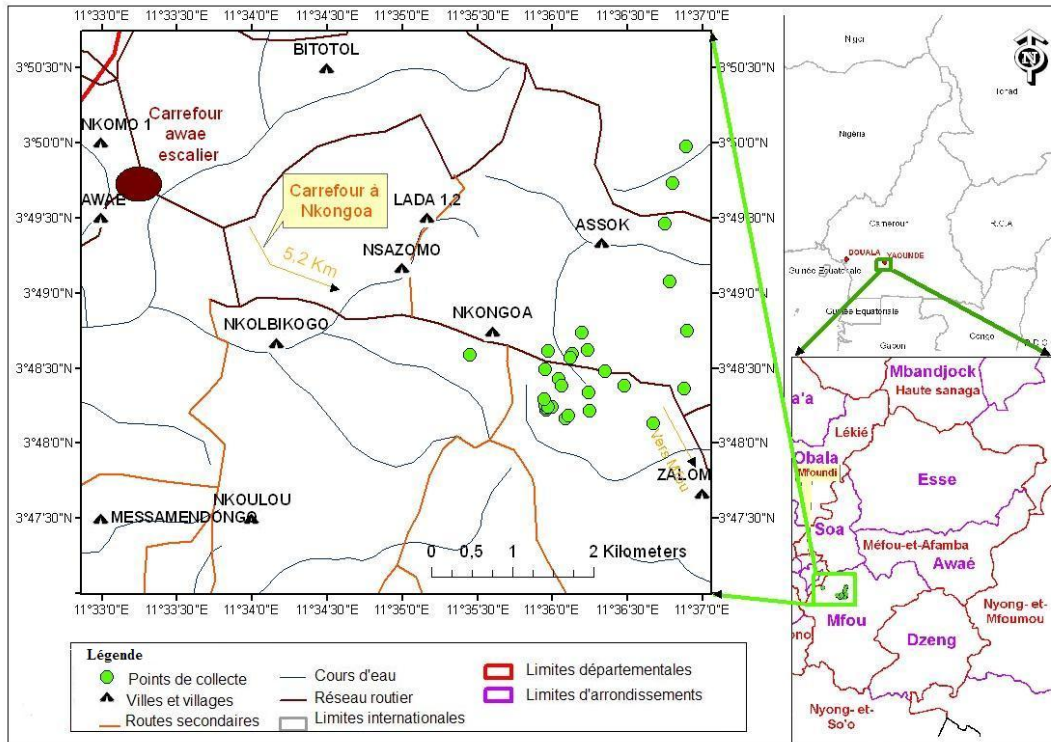 11°33'0"E 11°33'30"E 11°34'0"E 11°34'30"E 11°35'0"E 11°35'30"E 11°36'0"E 11°36'30"E 11°37'0"E
3°50'30"N
3°50'0"N
3°49'30"N
3°49'0"N
3°48'30"N
3°48'0"N
3°47'30"N
BITOTOL
NKOMO 1
Carrefour
awae
escalier
AWAE
Carrefour à
Nkongoa
LADA 1,2
ASSOK
NSAZOMO
5.2 Km
NKONGOA
NKOLBIKOGO
Vers Mfou
ZALOM
NKOULOU
MESSAMENDONGO
0 0,5 1 2 Kilometers
3°50'30"N
3°50'0"N
3°49'30"N
3°49'0"N
3°48'30"N
3°48'0"N
3°47'30"N
11°33'0"E 11°33'30"E 11°34'0"E 11°34'30"E 11°35'0"E 11°35'30"E 11°36'0"E 11°36'30"E 11°37'0"E
N
Niger
Tchad
Nigéria
Cameroun
R.C.A
DOUALA
YAOUNDE
Guinée Equatoriale
Guinée Equatoriale
Gabon
Congo
Mbandjock
Haute sanaga
a'a
Lékié
Obala
Mfoundi
Esse
Soa
Méfou-et-Afamba
Awaé
Nyong- et-
Mfoumou
Mfou
ono
Dzeng
Nyong- et-
So'o
Légende
Points de collecte
Villes et villages
Routes secondaires
Cours d'eau
Réseau routier
Limites internationales
Limites départementales
Limites d'arrondissements